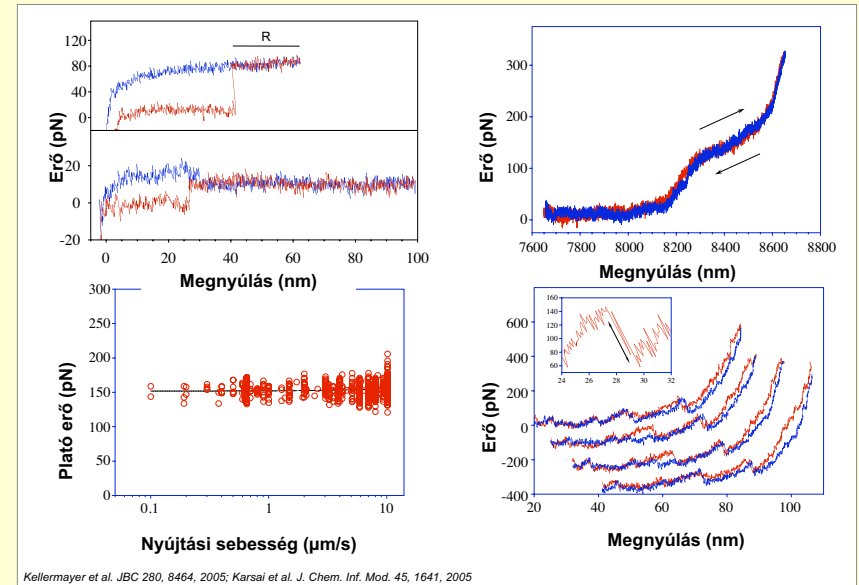 R
Erő (pN)
120
80
40
0
20
0
-20
0 20 40 60 80 100
Megnyúlás (nm)
Erő (pN)
300
200
100
0
7600 7800 8000 8200 8400 8600 8800
Megnyúlás (nm)
Plató erő (pN)
300
250
200
150
100
50
0
0.1 1 10
Nyújtási sebesség (µm/s)
Erő (pN)
600
400
200
0
-200
-400
160
140
120
100
80
60
24 26 28 30 32
20 40 60 80 100
Megnyúlás (nm)
Kellermayer et al. JBC 280, 8464, 2005; Karsai et al. J. Chem. Inf. Mod. 45, 1641, 2005